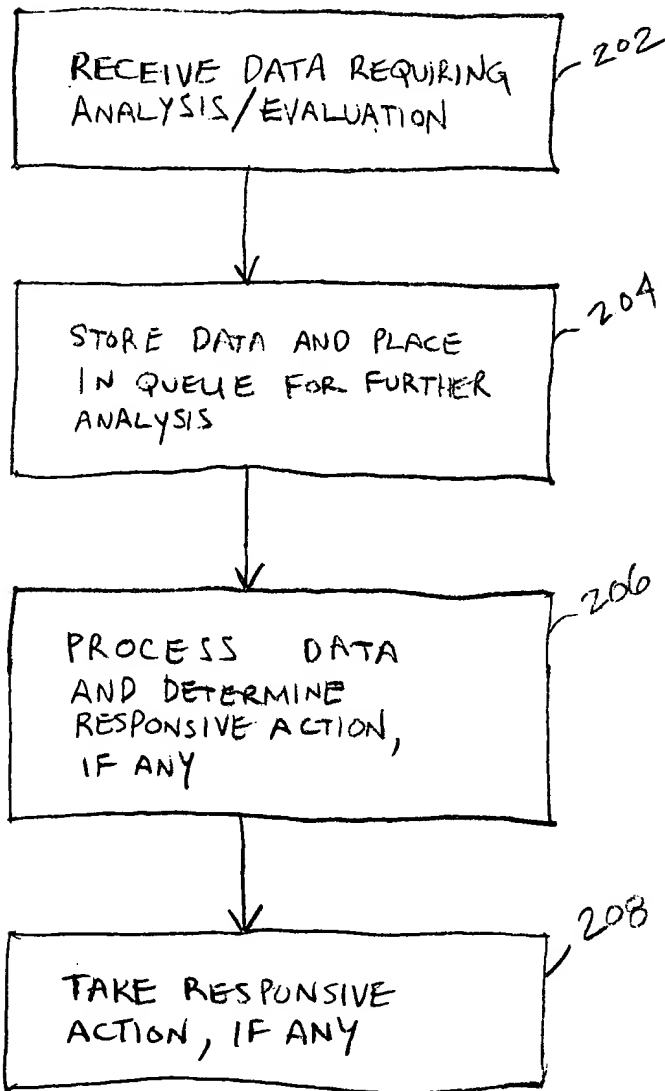 RECEIVE DATA REQUIRING
ANALYSIS/EVALUATION
202
STORE DATA AND PLACE
IN QUEUE FOR FURTHER
ANALYSIS
204
PROCESS DATA
AND DETERMINE
RESPONSIVE ACTION,
IF ANY
206
TAKE RESPONSIVE
ACTION, IF ANY
208